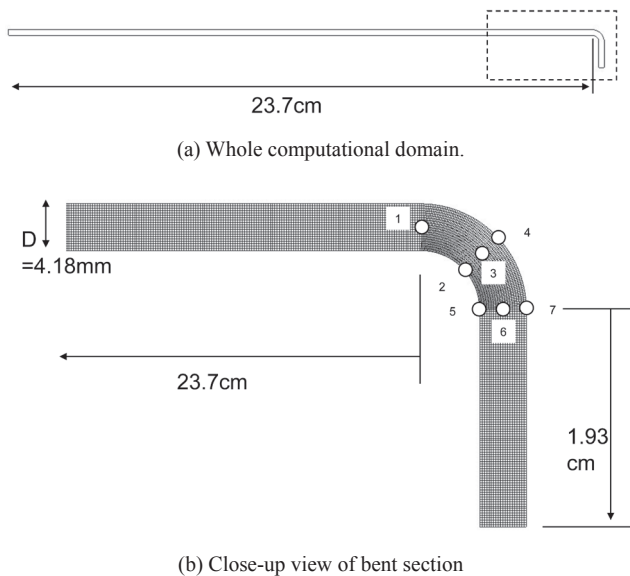 23.7cm
(a) Whole computational domain.
1
4
D
=4.18mm
3
2
5
7
6
23.7cm
1.93
cm
(b) Close-up view of bent section